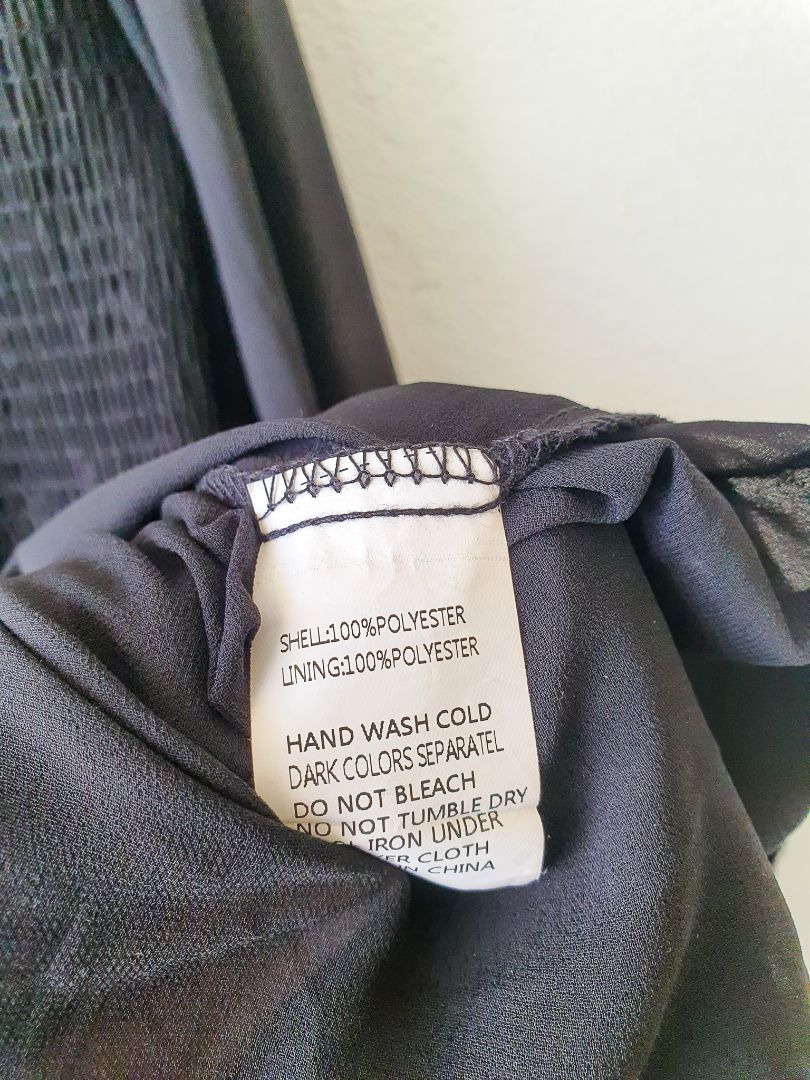 SHELL:100%POLYESTER
LINING:100%POLYESTER
HAND WASH COLD
DARK COLORS SEPARATEL
DO NOT BLEACH
NO NOT TUMBLE DRY
IRON UNDER
CLOTH
CHINA